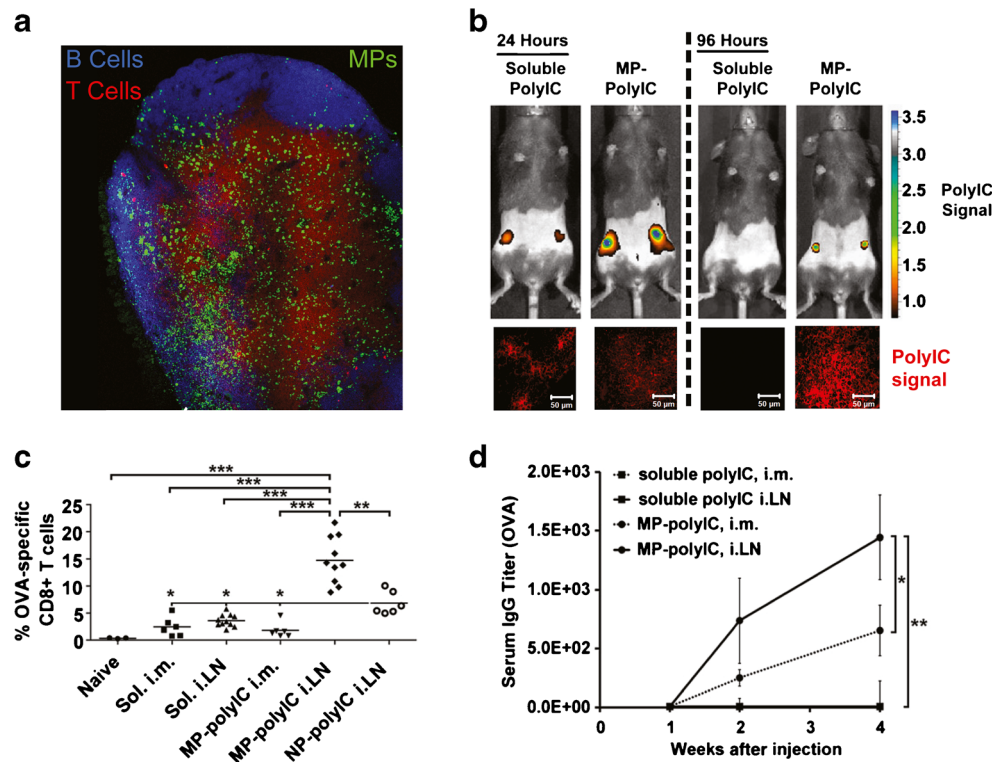 a
B Cells
MPs
T Cells
b
24 Hours
96 Hours
Soluble PolyIC
MP-PolyIC
Soluble PolyIC
MP-PolyIC
3.5
3.0
2.5
2.0
1.5
1.0
PolyIC Signal
50 µm
50 µm
50 µm
50 µm
PolyIC signal
c
***
***
***
***
**
% OVA-specific
CD8+ T cells
25
20
15
10
5
0
*
*
*
Naive
Sol. i.m.
Sol. i.LN
MP-polyIC i.m.
MP-polyIC i.LN
NP-polyIC i.LN
d
Serum IgG Titer (OVA)
2.0E+03
1.5E+03
1.0E+03
5.0E+02
0.0E+00
soluble polyIC, i.m.
soluble polyIC i.LN
MP-polyIC, i.m.
MP-polyIC, i.LN
*
**
0
1
2
3
4
Weeks after injection